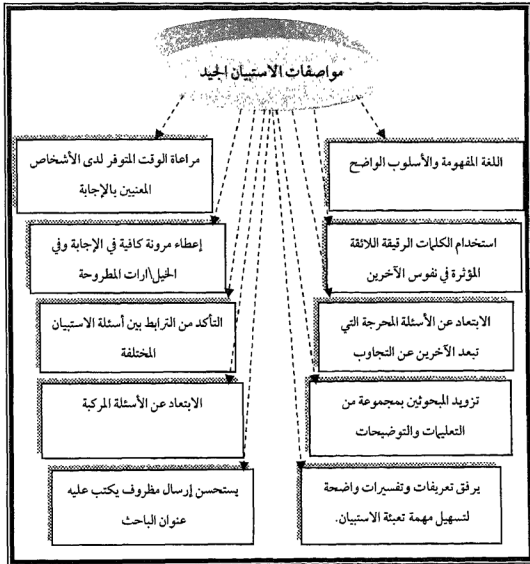 مواصفات الاستبيان الجيد
اللغة المفهومة والأسلوب الواضح
مراعاة الوقت المتوفر لدى الأشخاص
المعنيين بالإجابة
استخدام الكلمات الرقيقة اللائقة
المؤثرة في نفوس الآخرين
إعطاء مرونة كافية في الإجابة وفي
الخيل\ارات المطروحة
الابتعاد عن الأسئلة المحرجة التي
تبعد الآخرين عن التجاوب
التأكد من الترابط بين أسئلة الاستبيان
المختلفة
تزويد المبحوثين بمجموعة من
التعليمات والتوضيحات
الابتعاد عن الأسئلة المركبة
يرفق تعريفات وتفسيرات واضحة
لتسهيل مهمة تعبئة الاستبيان.
يستحسن إرسال مظروف يكتب عليه
عنوان الباحث